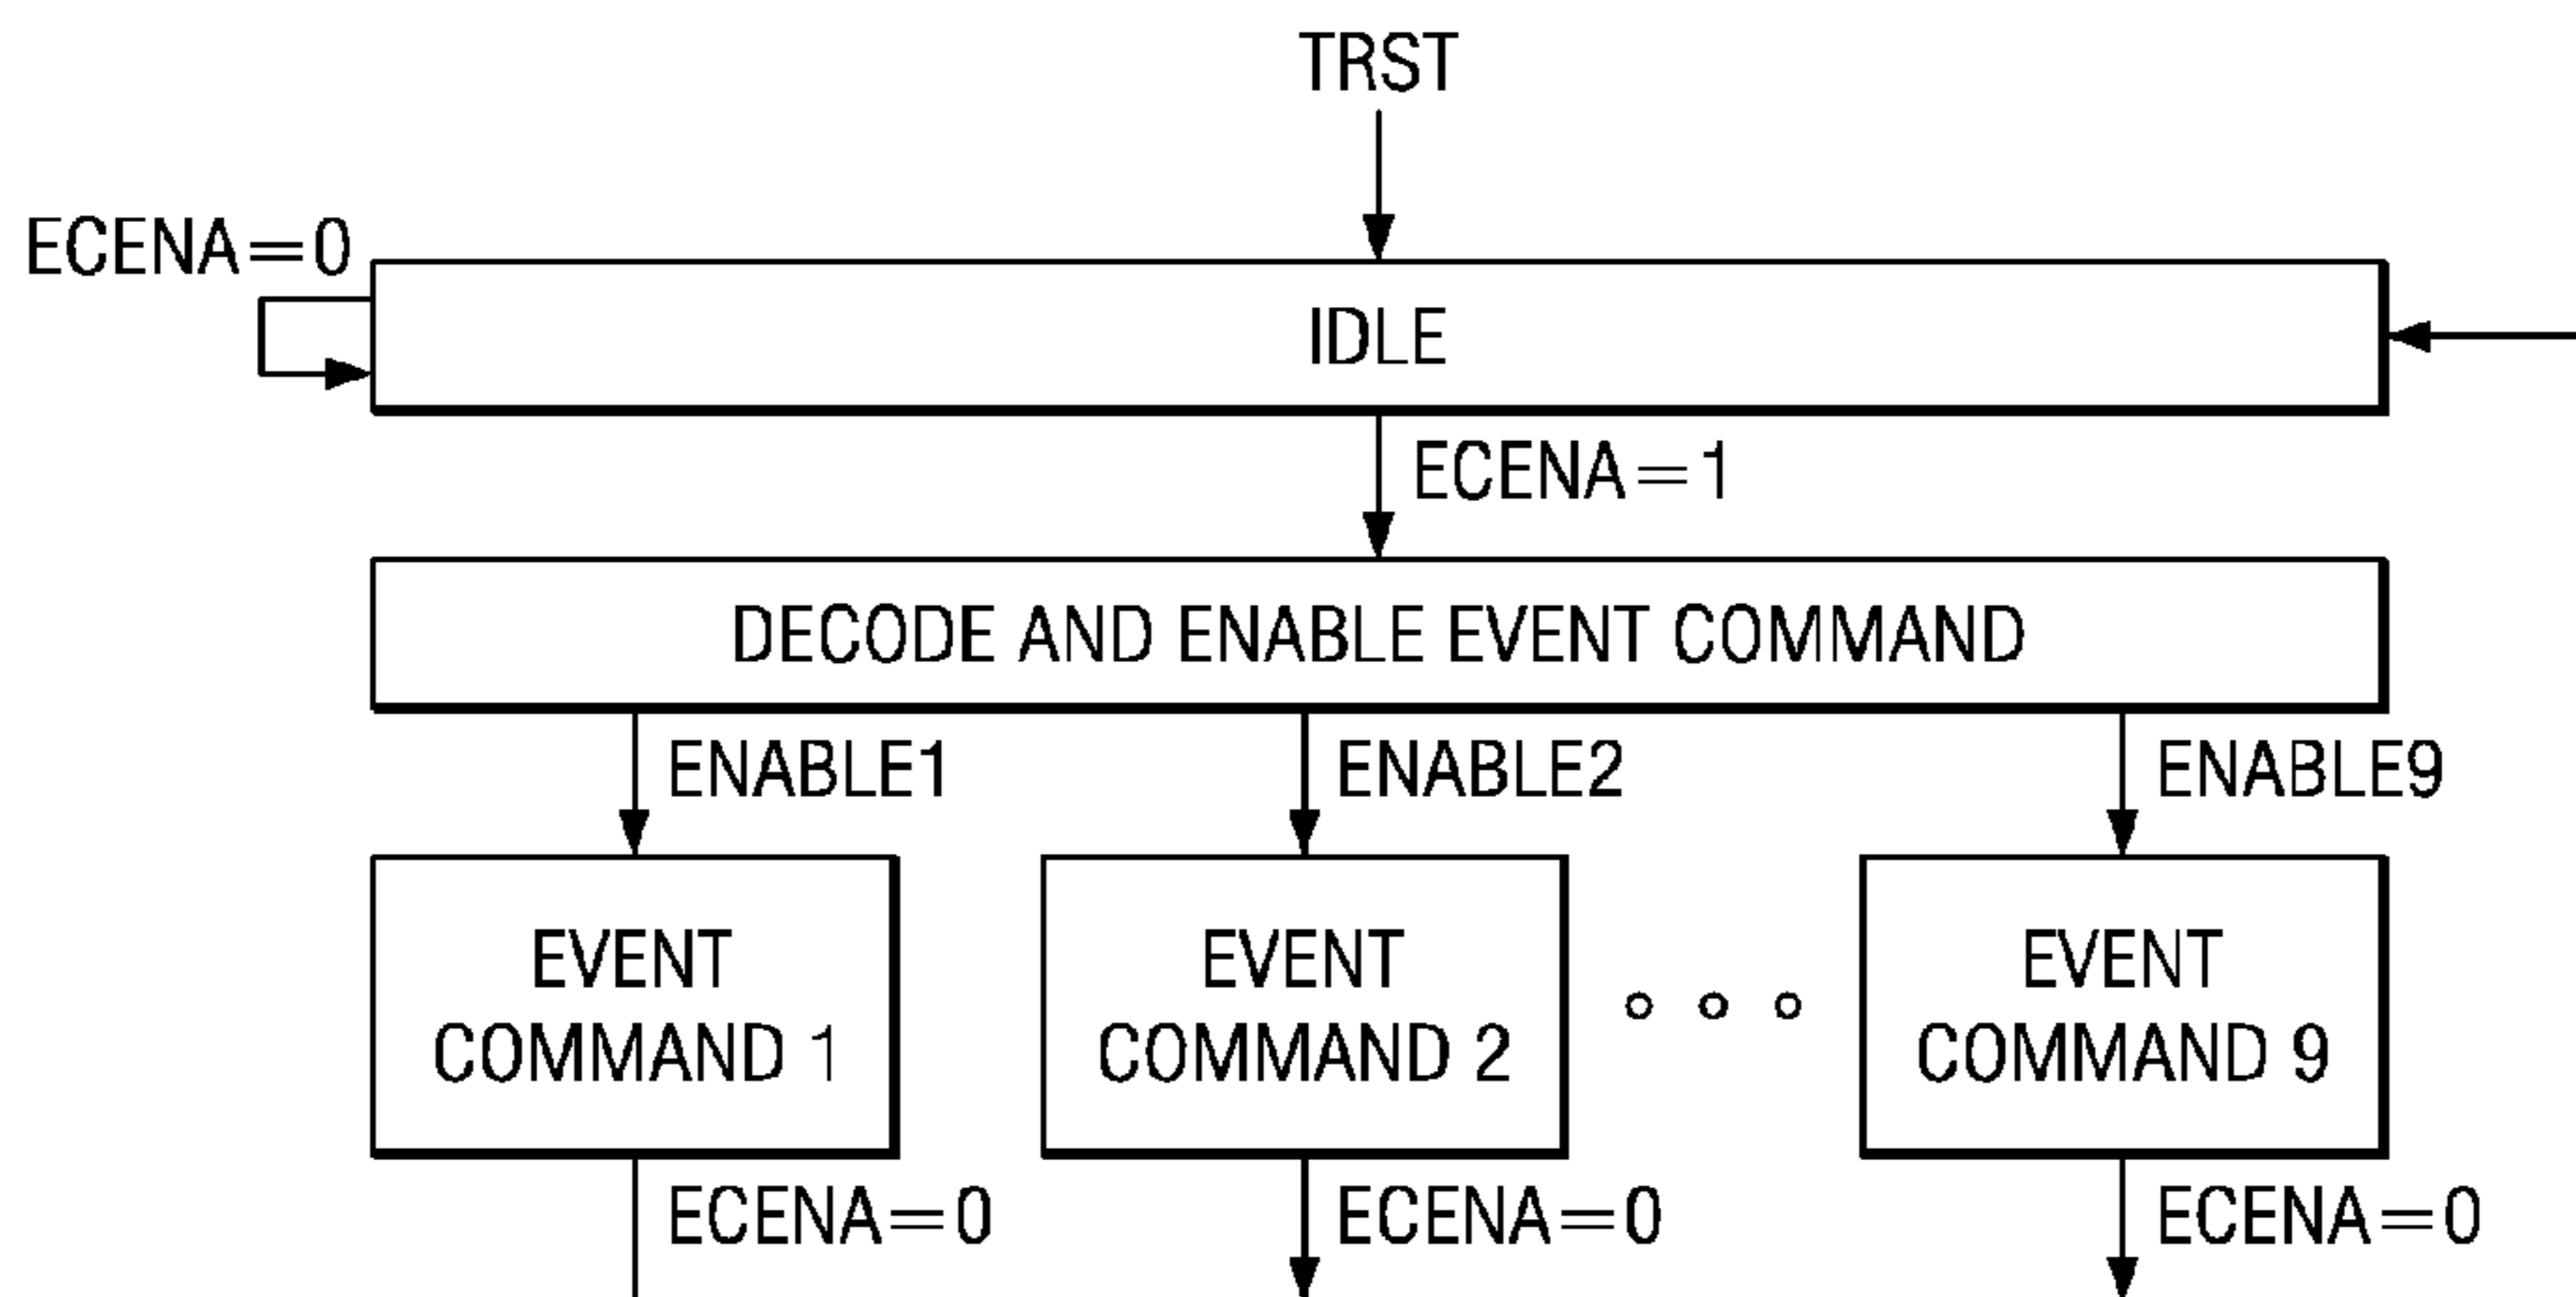 TRST
ECENA=0
IDLE
ECENA=1
DECODE AND ENABLE EVENT COMMAND
ENABLE1
ENABLE2
ENABLE9
EVENT
COMMAND 1
EVENT
COMMAND 2
EVENT
COMMAND 9
ECENA=0
ECENA=0
ECENA=0